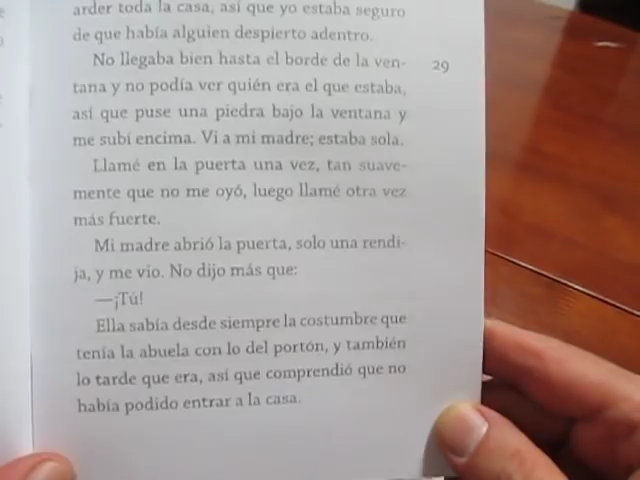 arder toda la casa, así que yo estaba seguro
de que había alguien despierto adentro.
No llegaba bien hasta el borde de la ven-
tana y no podía ver quién era el que estaba,
así que puse una piedra bajo la ventana y
me subí encima. Vi a mi madre; estaba sola.
Llamé en la puerta una vez, tan suave-
mente que no me oyó, luego llamé otra vez
más fuerte.
Mi madre abrió la puerta, solo una rendi-
ja, y me vio. No dijo más que:
—¡Tú!
Ella sabía desde siempre la costumbre que
tenía la abuela con lo del portón, y también
lo tarde que era, así que comprendió que no
había podido entrar a la casa.
29